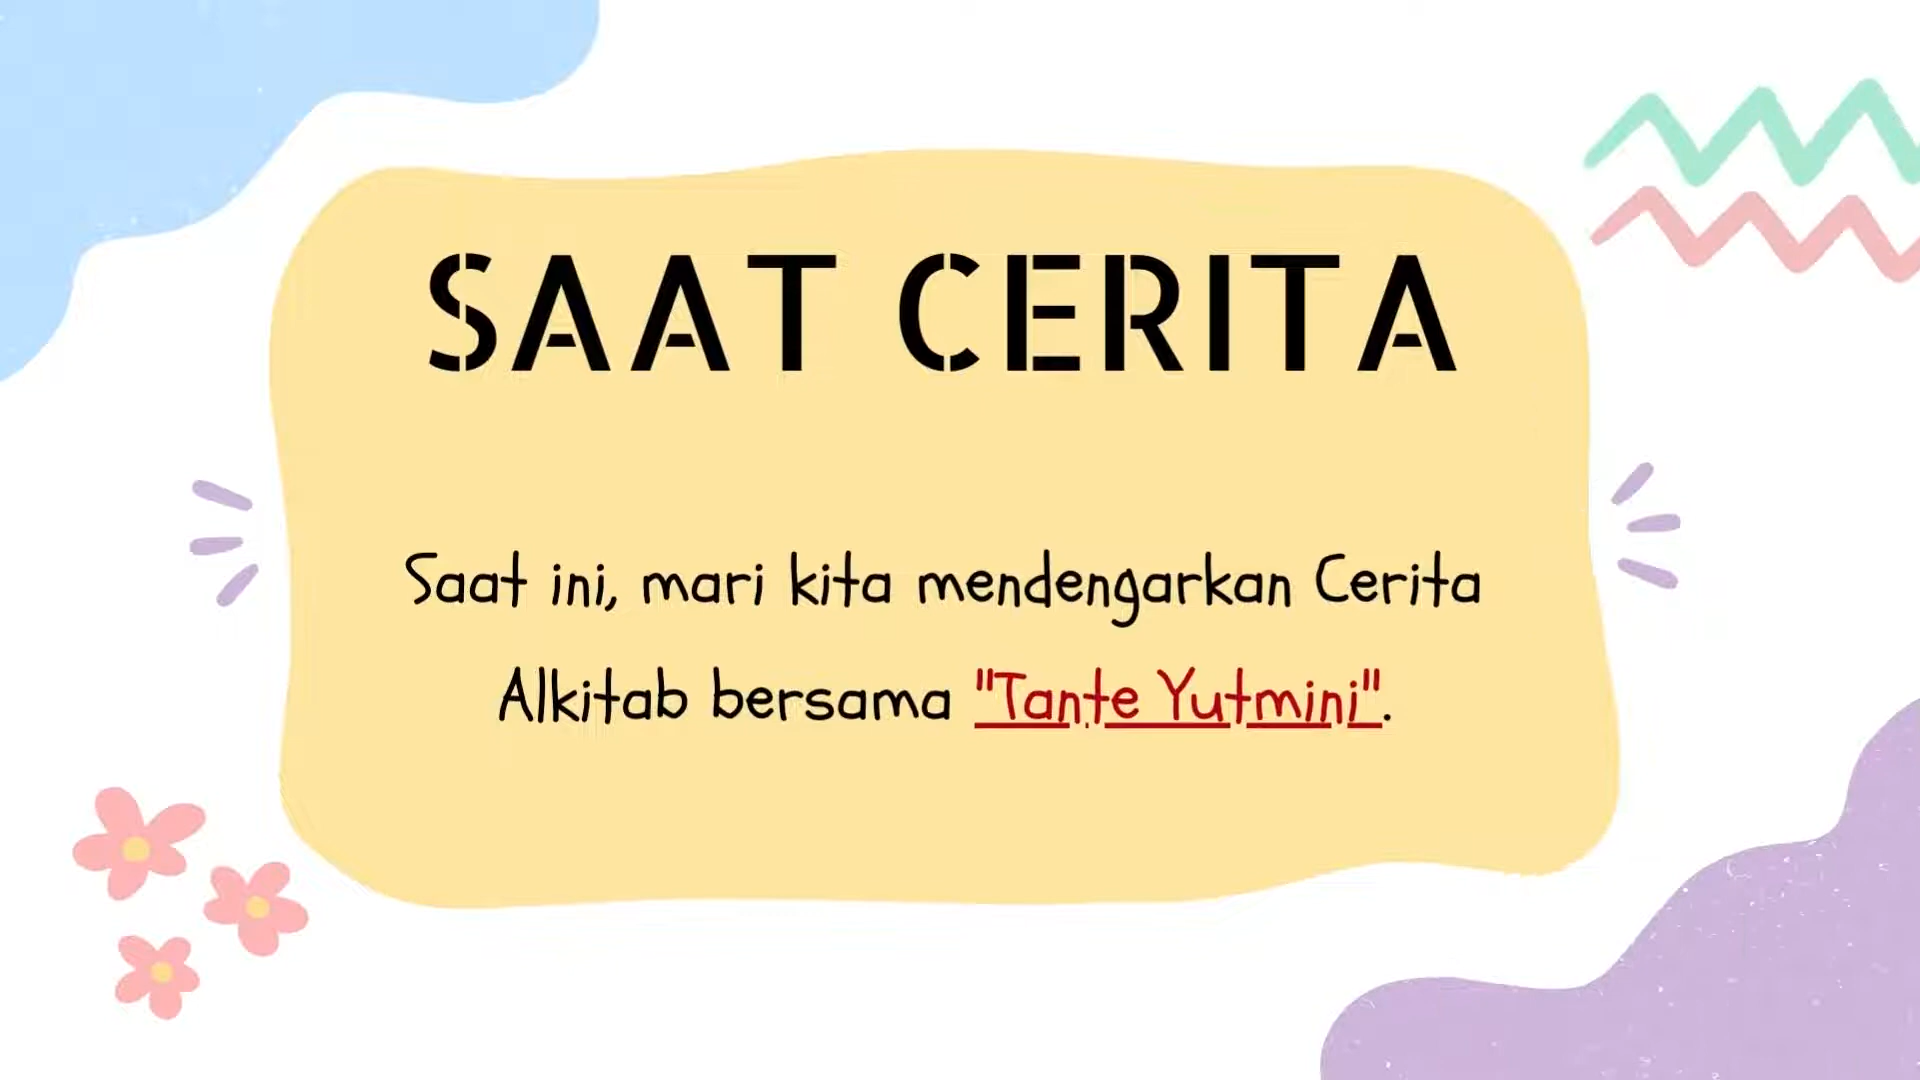 SAAT CERITA
Saat ini, mari kita mendengarkan Cerita
Alkitab bersama "Tante Yutmini".